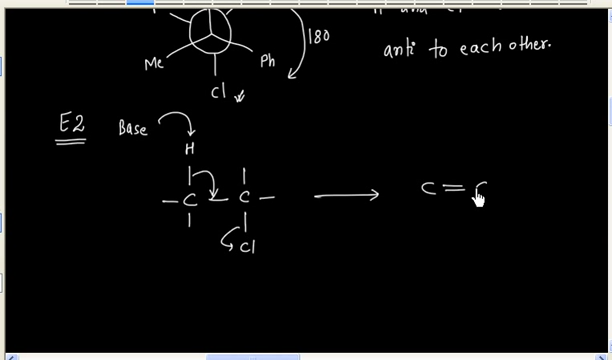 180
anti to each other.
Me
Ph
Cl
E2
Base
H
C
C
C = C
Cl